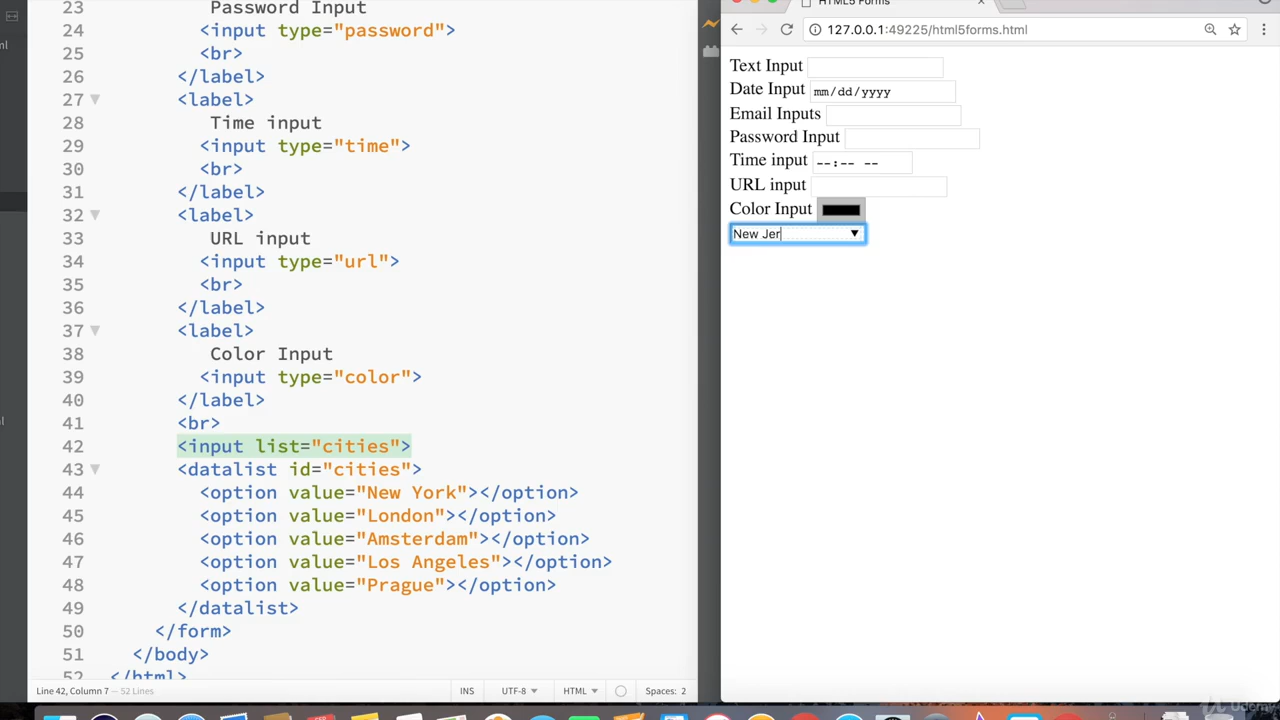 23 Password Input
24 <input type="password">
25 <br>
26 </label>
27 <label>
28 Time input
29 <input type="time">
30 <br>
31 </label>
32 <label>
33 URL input
34 <input type="url">
35 <br>
36 </label>
37 <label>
38 Color Input
39 <input type="color">
40 </label>
41 <br>
42 <input list="cities">
43 <datalist id="cities">
44 <option value="New York"></option>
45 <option value="London"></option>
46 <option value="Amsterdam"></option>
47 <option value="Los Angeles"></option>
48 <option value="Prague"></option>
49 </datalist>
50 </form>
51 </body>
52 </html>
Line 42, Column 7 — 52 Lines
INS UTF-8 HTML Spaces: 2
HTML5 Forms
127.0.0.1:49225/html5forms.html
Text Input
Date Input mm/dd/yyyy
Email Inputs
Password Input
Time input --:-- --
URL input
Color Input
New Jer
Udemy